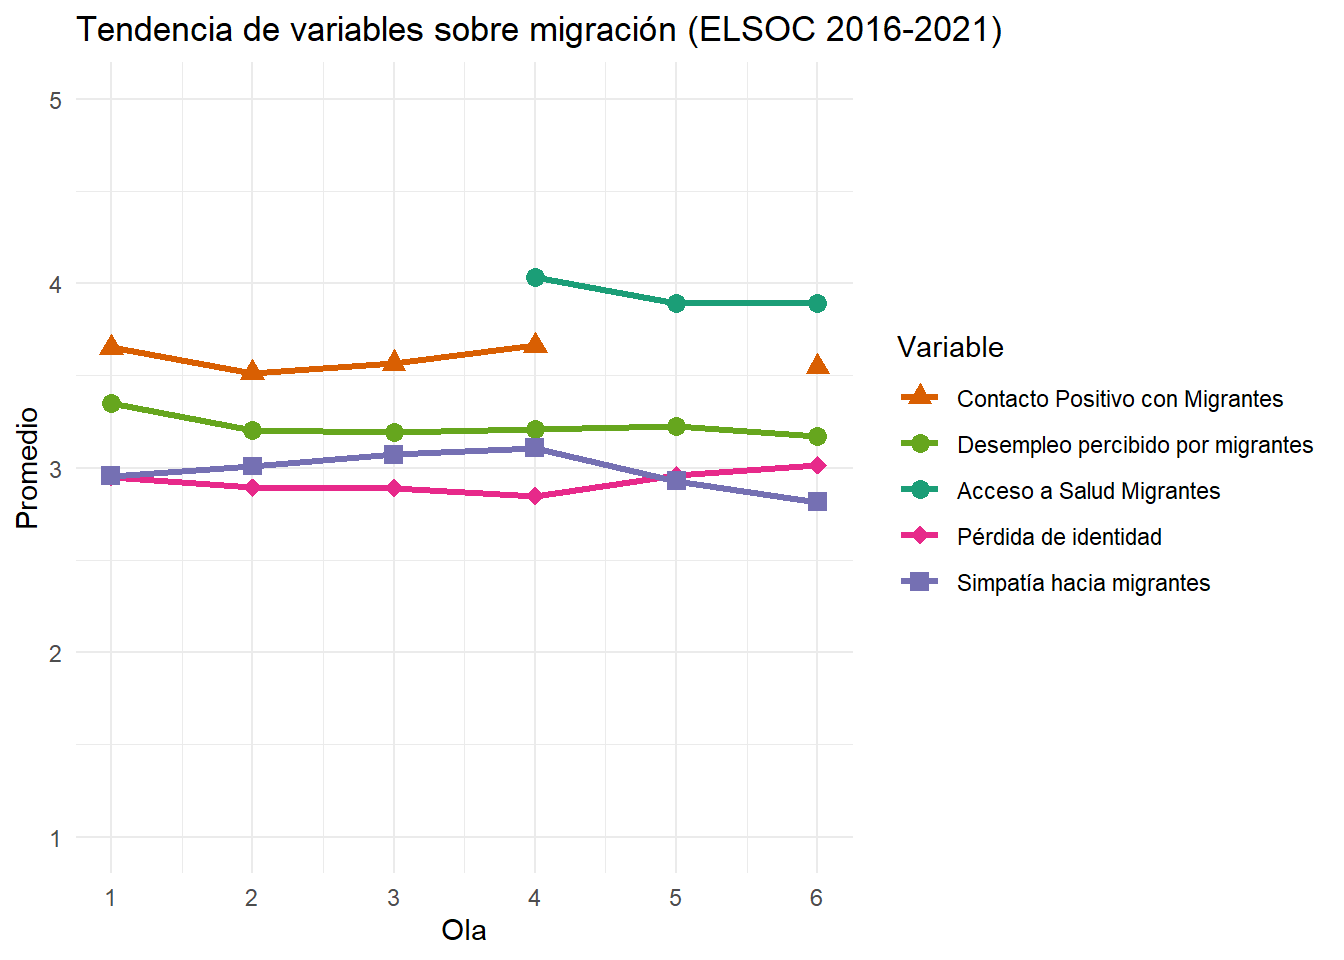 Tendencia de variables sobre migración (ELSOC 2016-2021)
5
4
3
2
1
Promedio
1 2 3 4 5 6
Ola
Variable
Contacto Positivo con Migrantes
Desempleo percibido por migrantes
Acceso a Salud Migrantes
Pérdida de identidad
Simpatía hacia migrantes